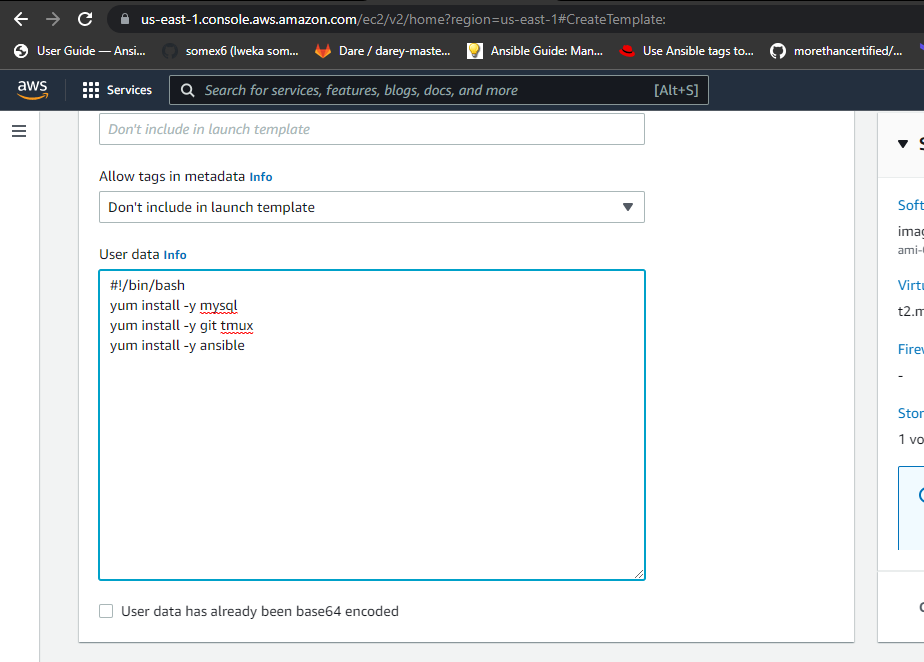 us-east-1.console.aws.amazon.com/ec2/v2/home?region=us-east-1#CreateTemplate:
User Guide — Ansi... somex6 (Iweka som... Dare / darey-maste... Ansible Guide: Man... Use Ansible tags to... morethancertified/...
aws Services Search for services, features, blogs, docs, and more [Alt+S]
Don't include in launch template
Allow tags in metadata Info
Don't include in launch template
User data Info
#!/bin/bash
yum install -y mysql
yum install -y git tmux
yum install -y ansible
User data has already been base64 encoded
S
Soft
imag
ami-
Virtu
t2.m
Firew
-
Stor
1 vo